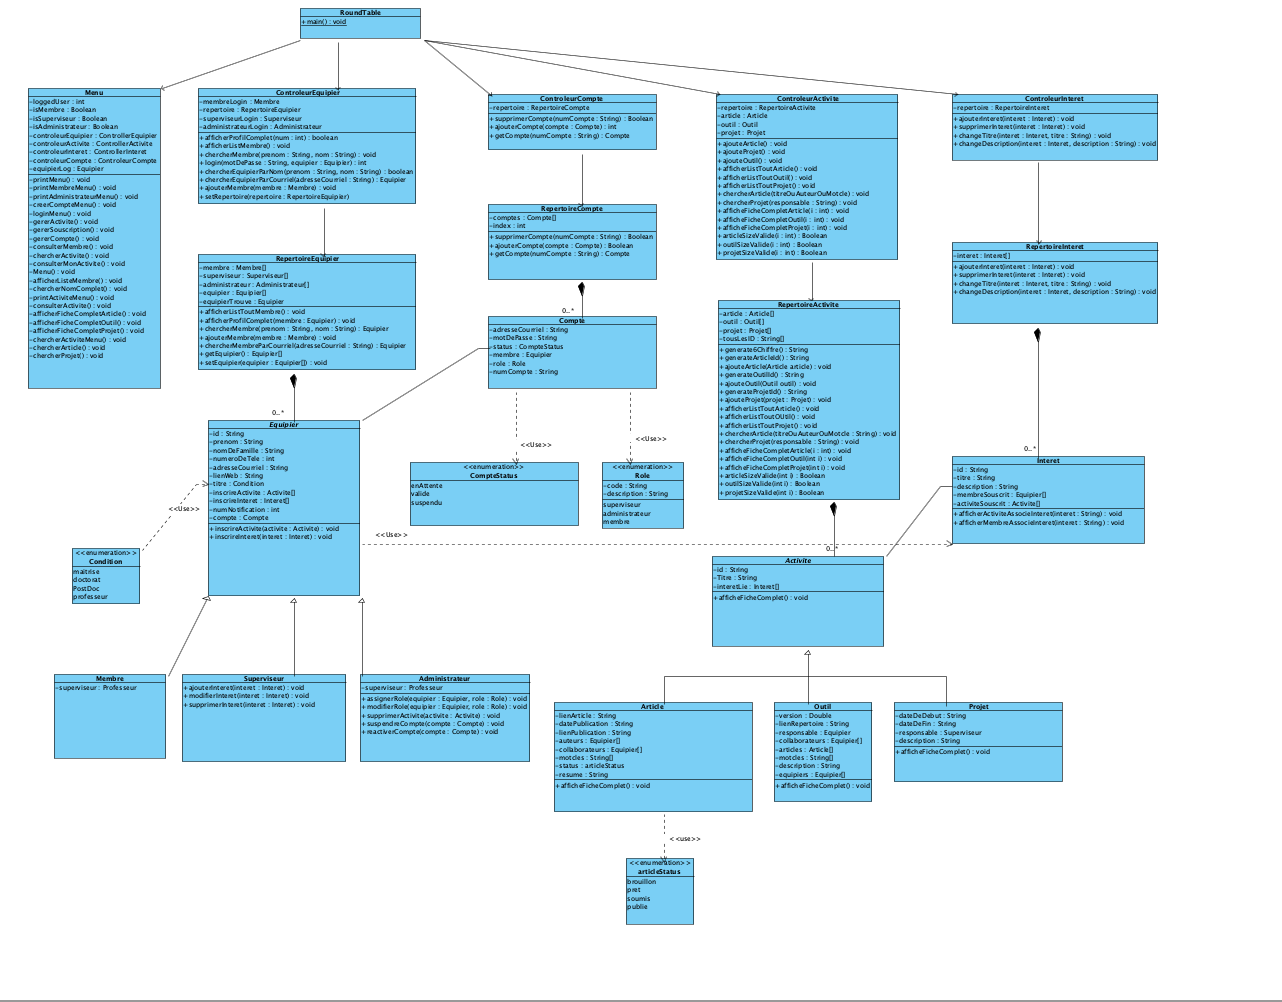 RoundTable
+main() : void
Menu
-loggedUser : int
-isMembre : Boolean
-isSuperviseur : Boolean
-isAdministrateur : Boolean
-controleurEquipier : ControllerEquipier
-controleurActivite : ControllerActivite
-controleurInteret : ControllerInteret
-controleurCompte : ControleurCompte
-equipierLog : Equipier
-printMenu() : void
-printMembreMenu() : void
-printAdministrateurMenu() : void
-creerCompteMenu() : void
-loginMenu() : void
-gererActivite() : void
-gererSouscription() : void
-gererCompte() : void
-consulterMembre() : void
-chercherActivite() : void
-consulterMonActivite() : void
-Menu() : void
-afficherListeMembre() : void
-chercherNomComplet() : void
-printActiviteMenu() : void
-consulterActivite() : void
-afficherFicheCompletArticle() : void
-afficherFicheCompletOutil() : void
-afficherFicheCompletProjet() : void
-chercherActiviteMenu() : void
-chercherArticle() : void
-chercherProjet() : void
ControleurEquipier
-membreLogin : Membre
-repertoire : RepertoireEquipier
-superviseurLogin : Superviseur
-administrateurLogin : Administrateur
+afficherProfilComplet(num : int) : boolean
+afficherListMembre() : void
+chercherMembre(prenom : String, nom : String) : void
+login(motDePasse : String, equipier : Equipier) : int
+chercherEquipierParNom(prenom : String, nom : String) : boolean
+chercherEquipierParCourriel(adresseCourriel : String) : Equipier
+ajouterMembre(membre : Membre) : void
+setRepertoire(repertoire : RepertoireEquipier)
ControleurCompte
-repertoire : RepertoireCompte
+supprimerCompte(numCompte : String) : Boolean
+ajouterCompte(compte : Compte) : int
+getCompte(numCompte : String) : Compte
ControleurActivite
-repertoire : RepertoireActivite
-article : Article
-outil : Outil
-projet : Projet
+ajouteArticle() : void
+ajouteProjet() : void
+ajouteOutil() : void
+afficherListToutArticle() : void
+afficherListToutOutil() : void
+afficherListToutProjet() : void
+chercherArticle(titreOuAuteurOuMotcle) : void
+chercherProjet(responsable : String) : void
+afficheFicheCompletArticle(i : int) : void
+afficheFicheCompletOutil(i : int) : void
+afficheFicheCompletProjet(i : int) : void
+articleSizeValide(i : int) : Boolean
+outilSizeValide(i : int) : Boolean
+projetSizeValide(i : int) : Boolean
ControleurInteret
-repertoire : RepertoireInteret
+ajouterInteret(interet : Interet) : void
+supprimerInteret(interet : Interet) : void
+changeTitre(interet : Interet, titre : String) : void
+changeDescription(interet : Interet, description : String) : void
RepertoireEquipier
-membre : Membre[]
-superviseur : Superviseur[]
-administrateur : Administrateur[]
-equipier : Equipier[]
-equipierTrouve : Equipier
+afficherListToutMembre() : void
+afficherProfilComplet(membre : Equipier) : void
+chercherMembre(prenom : String, nom : String) : Equipier
+ajouterMembre(membre : Membre) : void
+chercherMembreParCourriel(adresseCourriel : String) : Equipier
+getEquipier() : Equipier[]
+setEquipier(equipier : Equipier[]) : void
RepertoireCompte
-comptes : Compte[]
-index : int
+supprimerCompte(numCompte : String) : Boolean
+ajouterCompte(compte : Compte) : Boolean
+getCompte(numCompte : String) : Compte
RepertoireInteret
-interet : Interet[]
+ajouterInteret(interet : Interet) : void
+supprimerInteret(interet : Interet) : void
+changeTitre(interet : Interet, titre : String) : void
+changeDescription(interet : Interet, description : String) : void
RepertoireActivite
-article : Article[]
-outil : Outil[]
-projet : Projet[]
-tousLesID : String[]
+generate6Chiffre() : String
+generateArticleId() : String
+ajouteArticle(Article article) : void
+generateOutilId() : String
+ajouteOutil(Outil outil) : void
+generateProjetId() : String
+ajouteProjet(projet : Projet) : void
+afficherListToutArticle() : void
+afficherListToutOUtil() : void
+afficherListToutProjet() : void
+chercherArticle(titreOuAuteurOuMotcle : String) : void
+chercherProjet(responsable : String) : void
+afficheFicheCompletArticle(i : int) : void
+afficheFicheCompletOutil(int i) : void
+afficheFicheCompletProjet(int i) : void
+articleSizeValide(int i) : Boolean
+outilSizeValide(int i) : Boolean
+projetSizeValide(int i) : Boolean
0..*
Compte
-adresseCourriel : String
-motDePasse : String
-status : CompteStatus
-membre : Equipier
-role : Role
-numCompte : String
0..*
Equipier
-id : String
-prenom : String
-nomDeFamille : String
-numeroDeTele : int
-adresseCourriel : String
-lienWeb : String
-titre : Condition
-inscrireActivite : Activite[]
-inscrireInteret : Interet[]
-numNotification : int
-compte : Compte
+inscrireActivite(activite : Activite) : void
+inscrireInteret(interet : Interet) : void
<<Use>>
<<Use>>
<<enumeration>>
CompteStatus
enAttente
valide
suspendu
<<enumeration>>
Role
-code : String
-description : String
superviseur
administrateur
membre
0..*
Interet
-id : String
-titre : String
-description : String
-membreSouscrit : Equipier[]
-activiteSouscrit : Activite[]
+afficherActiviteAssocieInteret(interet : String) : void
+afficherMembreAssocieInteret(interet : String) : void
<<Use>>
<<Use>>
<<enumeration>>
Condition
maitrise
doctorat
PostDoc
professeur
0..*
Activite
-id : String
-Titre : String
-interetLie : Interet[]
+afficheFicheComplet() : void
Membre
-superviseur : Professeur
Superviseur
+ajouterInteret(interet : Interet) : void
+modifierInteret(interet : Interet) : void
+supprimerInteret(interet : Interet) : void
Administrateur
-superviseur : Professeur
+assignerRole(equipier : Equipier, role : Role) : void
+modifierRole(equipier : Equipier, role : Role) : void
+supprimerActivite(activite : Activite) : void
+suspendreCompte(compte : Compte) : void
+reactiverCompte(compte : Compte) : void
Article
-lienArticle : String
-datePublication : String
-lienPublication : String
-auteurs : Equipier[]
-collaborateurs : Equipier[]
-motcles : String[]
-status : articleStatus
-resume : String
+afficheFicheComplet() : void
Outil
-version : Double
-lienRepertoire : String
-responsable : Equipier
-collaborateurs : Equipier[]
-articles : Article[]
-motcles : String[]
-description : String
-equipiers : Equipier[]
+afficheFicheComplet() : void
Projet
-dateDeDebut : String
-dateDeFin : String
-responsable : Superviseur
-description : String
+afficheFicheComplet() : void
<<use>>
<<enumeration>>
articleStatus
brouillon
pret
soumis
publie